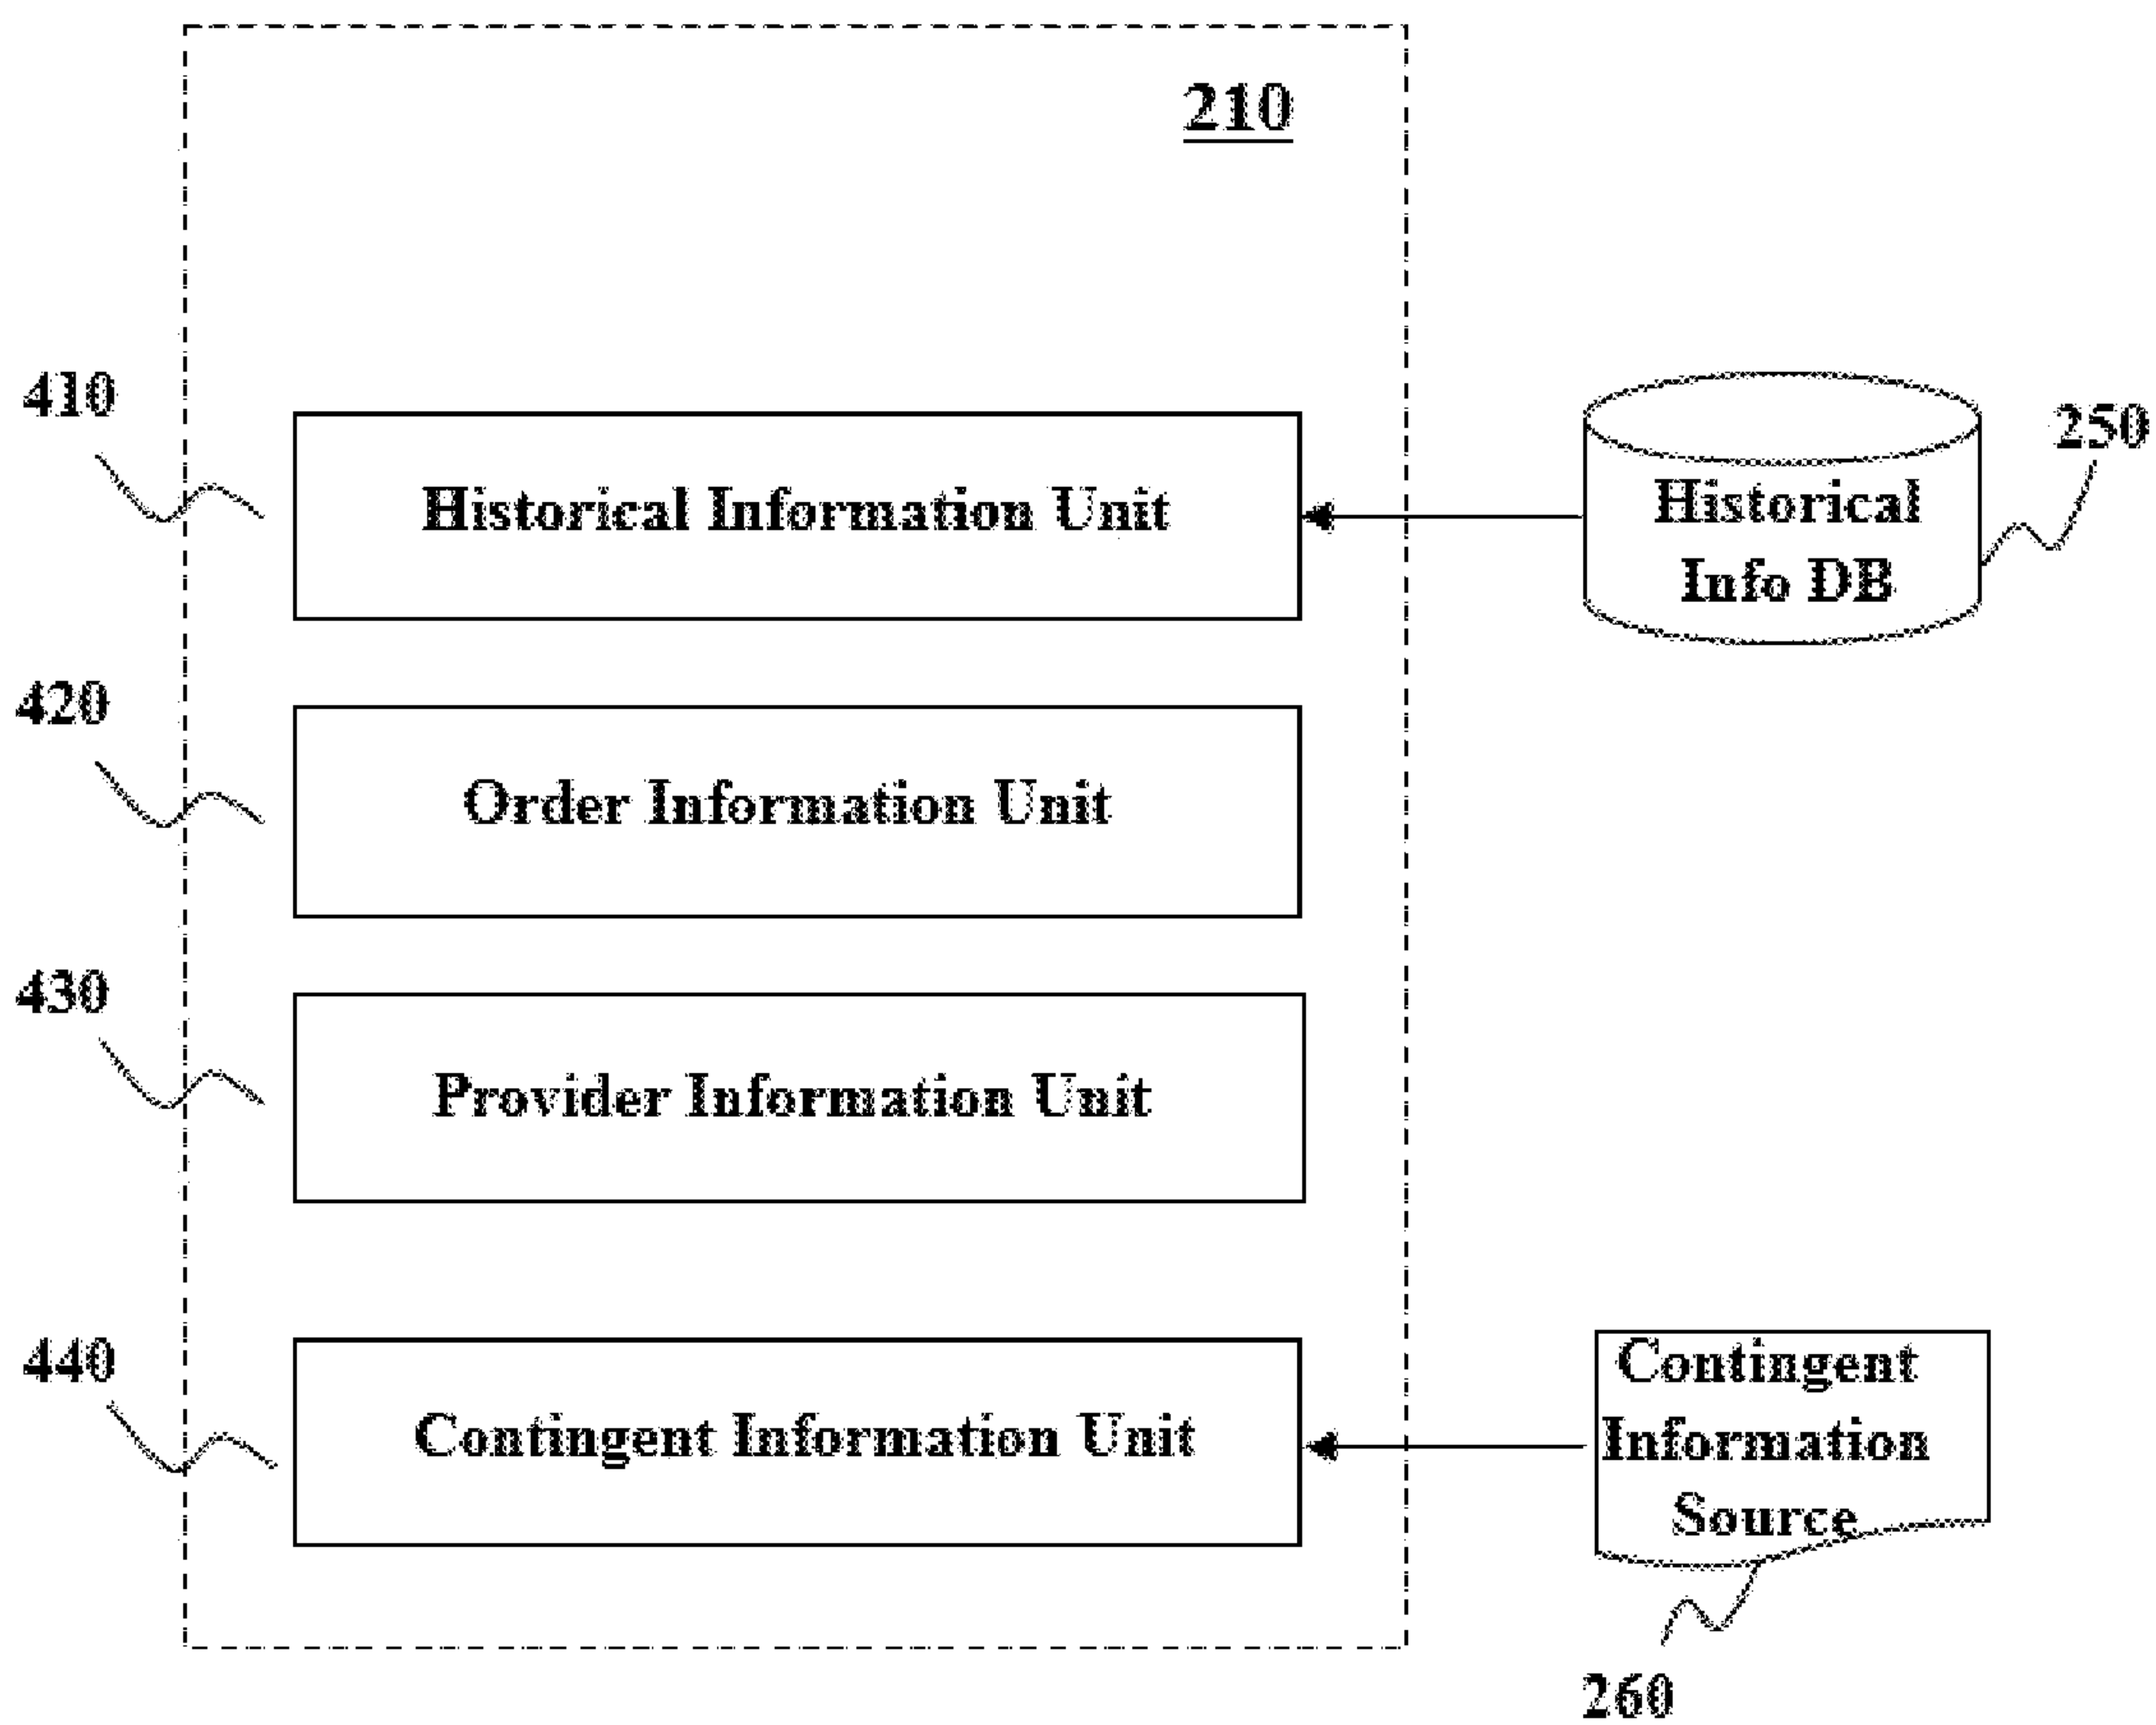 210
410
Historical Information Unit
Historical
Info DB
250
420
Order Information Unit
430
Provider Information Unit
440
Contingent Information Unit
Contingent
Information
Source
260